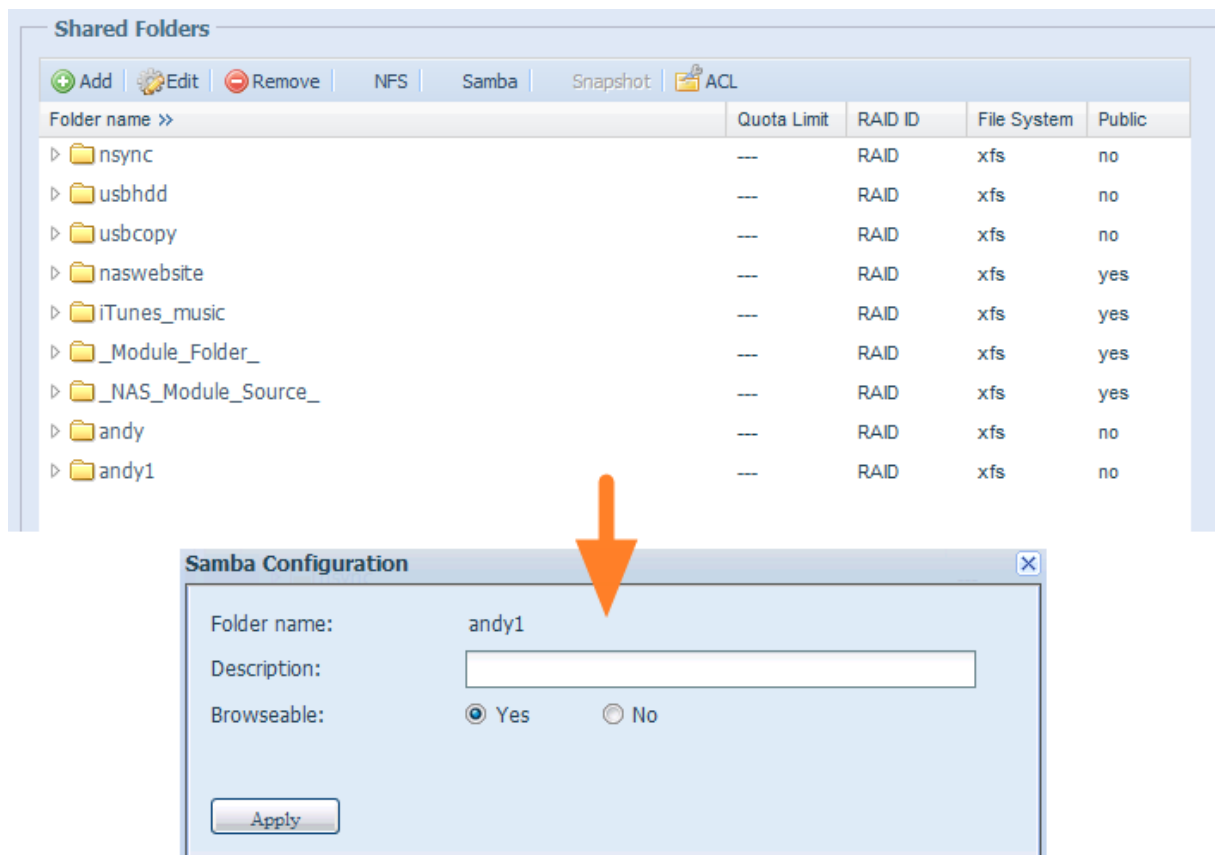 Shared Folders
Add Edit Remove NFS Samba Snapshot ACL
Folder name » Quota Limit RAID ID File System Public
nsync --- RAID xfs no
usbhdd --- RAID xfs no
usbcopy --- RAID xfs no
naswebsite --- RAID xfs yes
iTunes_music --- RAID xfs yes
_Module_Folder_ --- RAID xfs yes
_NAS_Module_Source_ --- RAID xfs yes
andy --- RAID xfs no
andy1 --- RAID xfs no
Samba Configuration
Folder name: andy1
Description:
Browseable: Yes No
Apply